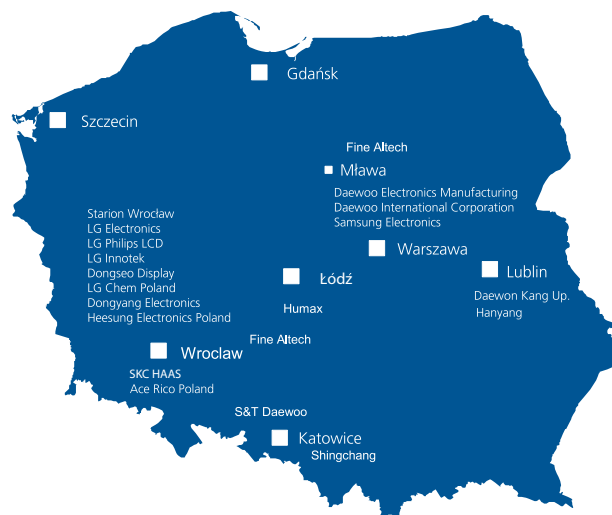 Gdańsk
Szczecin
Fine Altech
Mława
Daewoo Electronics Manufacturing
Daewoo International Corporation
Samsung Electronics
Starion Wrocław
LG Electronics
LG Philips LCD
LG Innotek
Dongseo Display
LG Chem Poland
Dongyang Electronics
Heesung Electronics Poland
Warszawa
Łódź
Lublin
Daewon Kang Up.
Hanyang
Humax
Fine Altech
Wroclaw
SKC HAAS
Ace Rico Poland
S&T Daewoo
Katowice
Shingchang